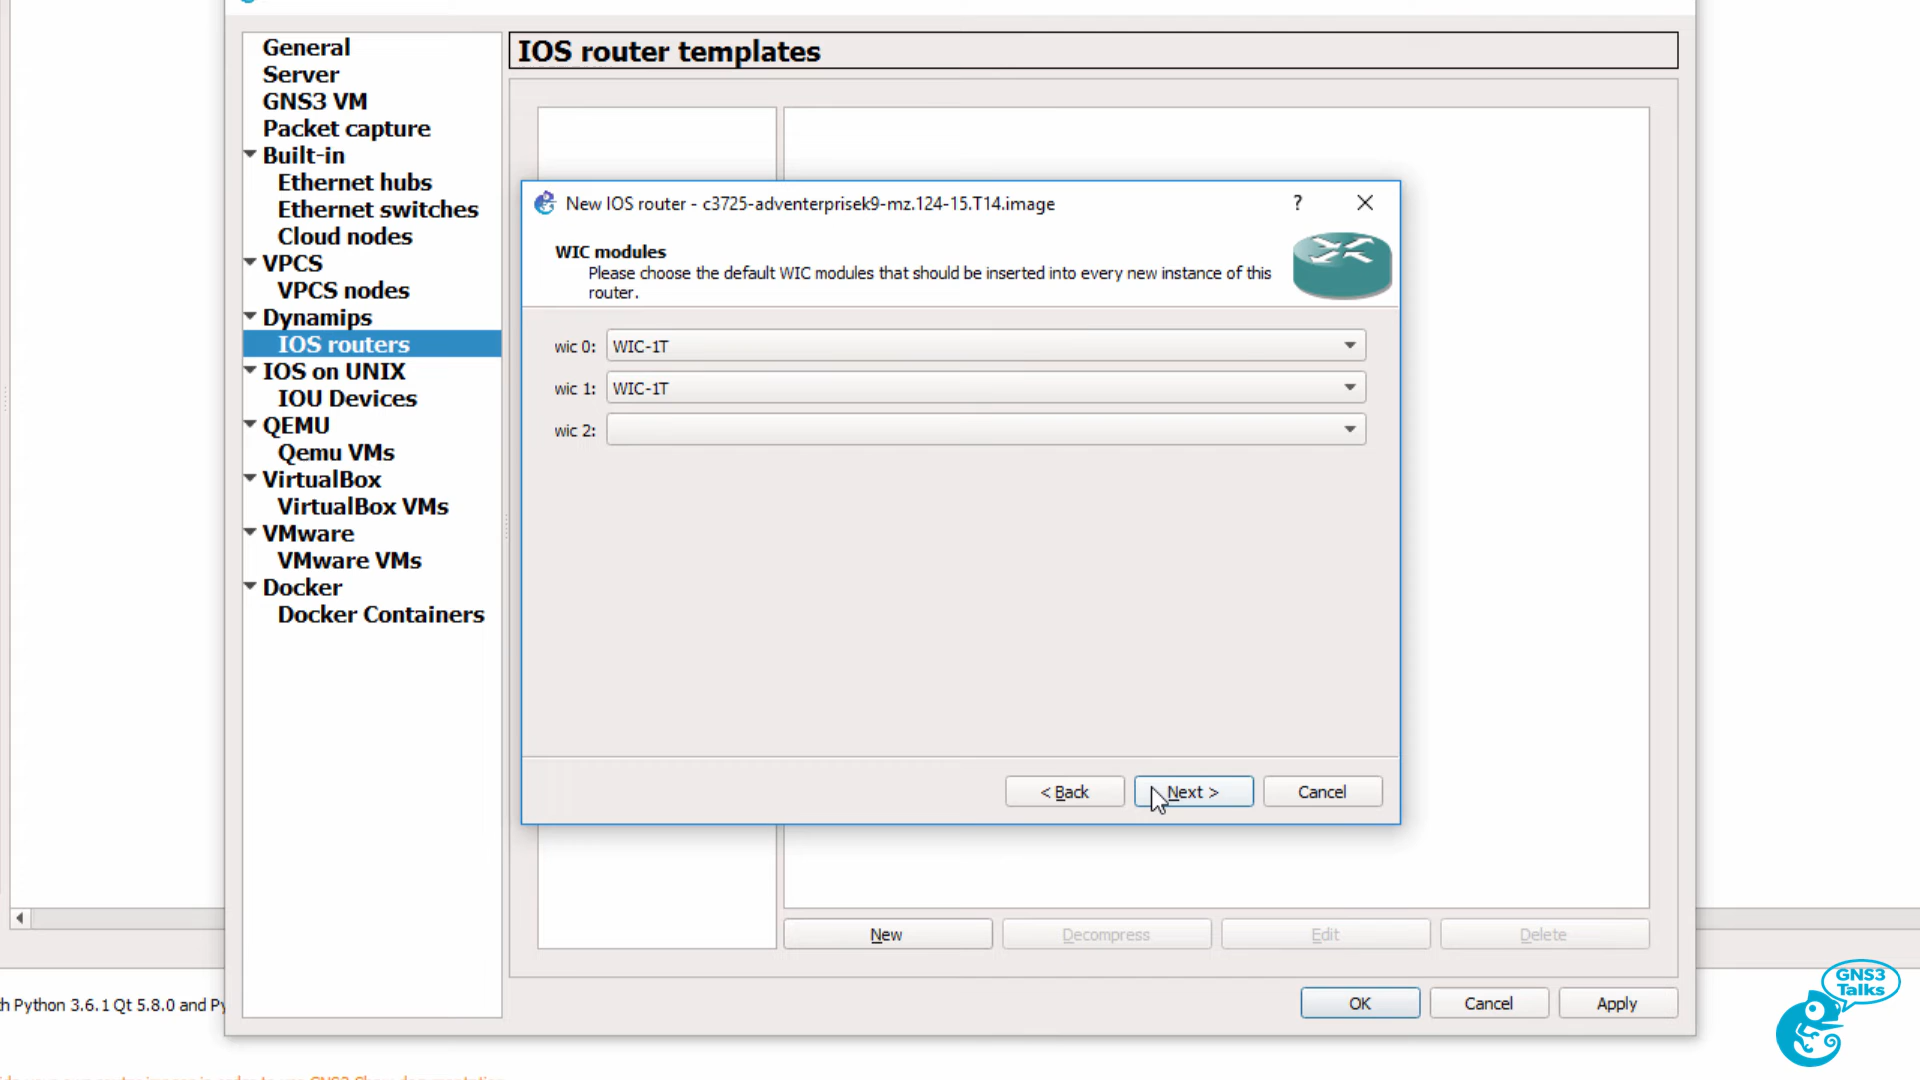 General
Server
GNS3 VM
Packet capture
Built-in
Ethernet hubs
Ethernet switches
Cloud nodes
VPCS
VPCS nodes
Dynamips
IOS routers
IOS on UNIX
IOU Devices
QEMU
Qemu VMs
VirtualBox
VirtualBox VMs
VMware
VMware VMs
Docker
Docker Containers
IOS router templates
New IOS router - c3725-adventerprisek9-mz.124-15.T14.image
?
WIC modules
Please choose the default WIC modules that should be inserted into every new instance of this
router.
wic 0: WIC-1T
wic 1: WIC-1T
wic 2:
< Back
Next >
Cancel
New
Decompress
Edit
Delete
OK
Cancel
Apply
th Python 3.6.1 Qt 5.8.0 and Py
GNS3
Talks